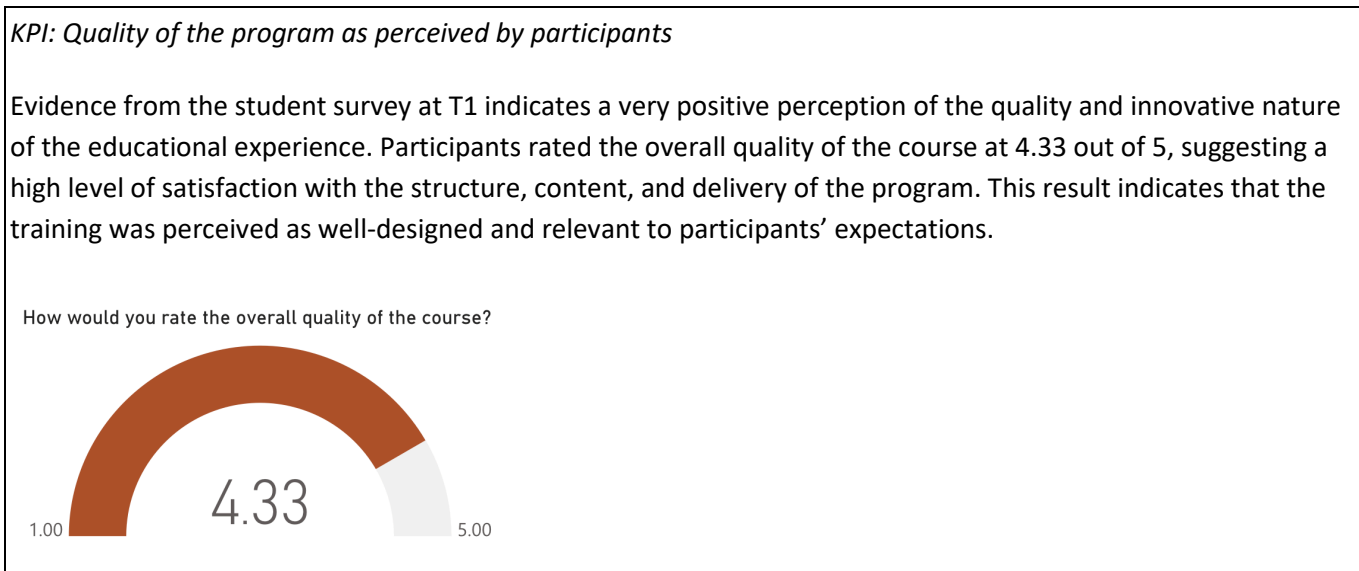 KPI: Quality of the program as perceived by participants
Evidence from the student survey at T1 indicates a very positive perception of the quality and innovative nature
of the educational experience. Participants rated the overall quality of the course at 4.33 out of 5, suggesting a
high level of satisfaction with the structure, content, and delivery of the program. This result indicates that the
training was perceived as well-designed and relevant to participants’ expectations.
How would you rate the overall quality of the course?
4.33
1.00
5.00